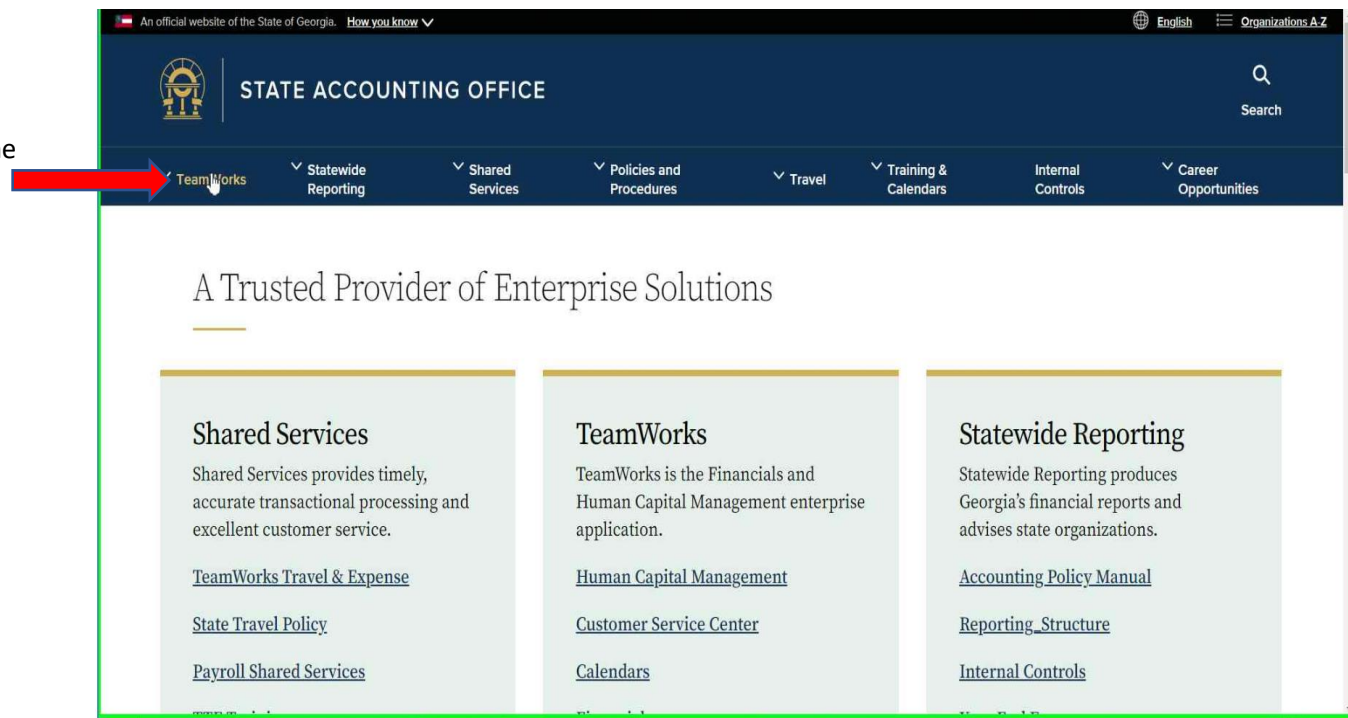 An official website of the State of Georgia. How you know
English
Organizations A-Z
STATE ACCOUNTING OFFICE
Search
TeamWorks
Statewide
Reporting
Shared
Services
Policies and
Procedures
Travel
Training &
Calendars
Internal
Controls
Career
Opportunities
A Trusted Provider of Enterprise Solutions
Shared Services
Shared Services provides timely,
accurate transactional processing and
excellent customer service.
TeamWorks Travel & Expense
State Travel Policy
Payroll Shared Services
TeamWorks
TeamWorks is the Financials and
Human Capital Management enterprise
application.
Human Capital Management
Customer Service Center
Calendars
Statewide Reporting
Statewide Reporting produces
Georgia's financial reports and
advises state organizations.
Accounting Policy Manual
Reporting_Structure
Internal Controls